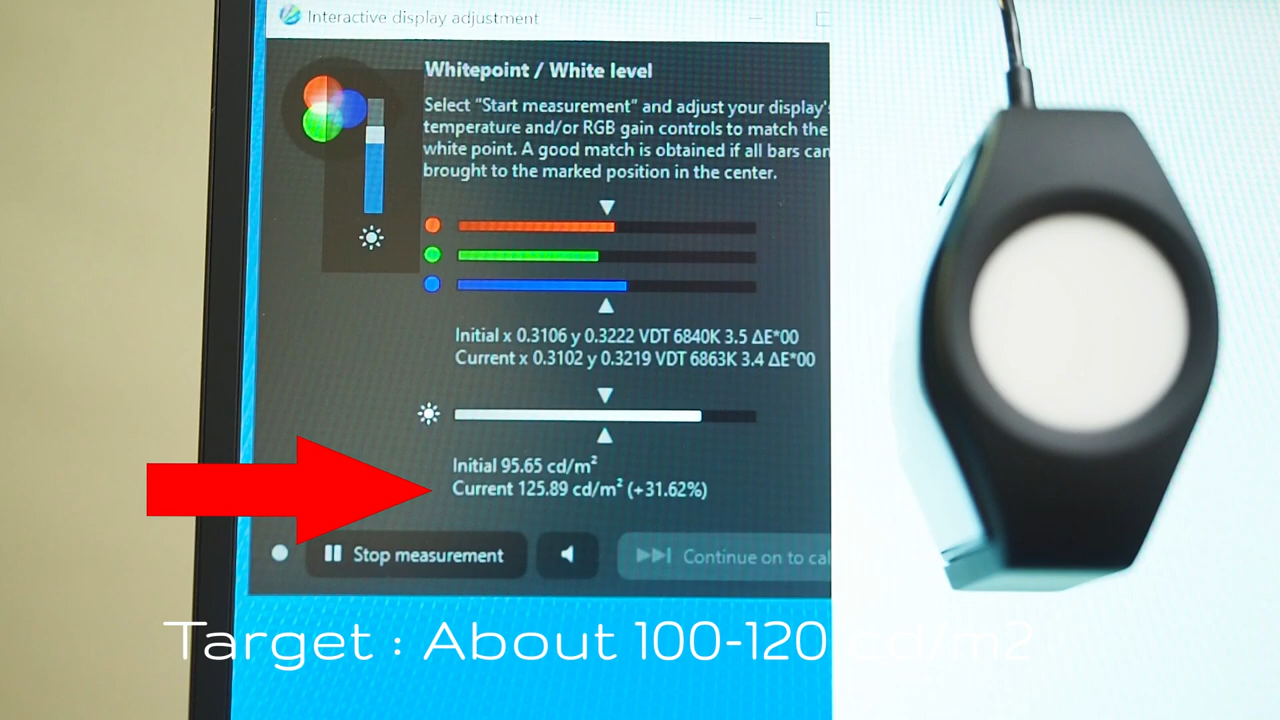 Interactive display adjustment
Whitepoint / White level
Select "Start measurement" and adjust your display's
temperature and/or RGB gain controls to match the
white point. A good match is obtained if all bars can
brought to the marked position in the center.
Initial x 0.3106 y 0.3222 VDT 6840K 3.5 ΔE*00
Current x 0.3102 y 0.3219 VDT 6863K 3.4 ΔE*00
Initial 95.65 cd/m²
Current 125.89 cd/m² (+31.62%)
Stop measurement
Continue on to cal
Target : About 100-120 cd/m2